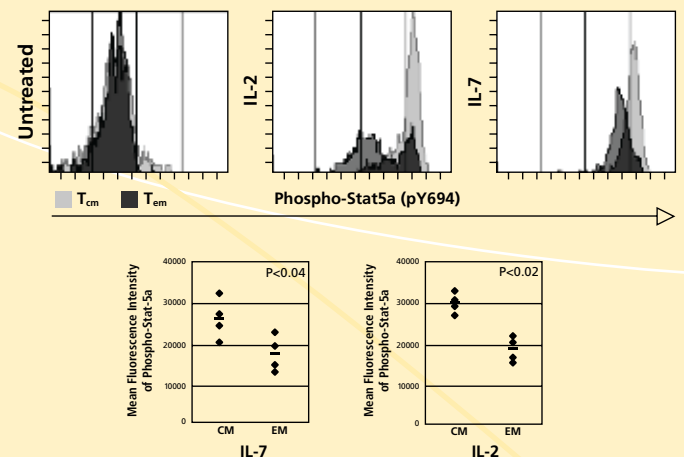 Untreated
IL-2
IL-7
T cm
T em
Phospho-Stat5a (pY694)
Mean Fluorescence Intensity
of Phospho-Stat-5a
40000
30000
20000
10000
0
P<0.04
CM
EM
IL-7
Mean Fluorescence Intensity
of Phospho-Stat-5a
40000
30000
20000
10000
0
P<0.02
CM
EM
IL-2